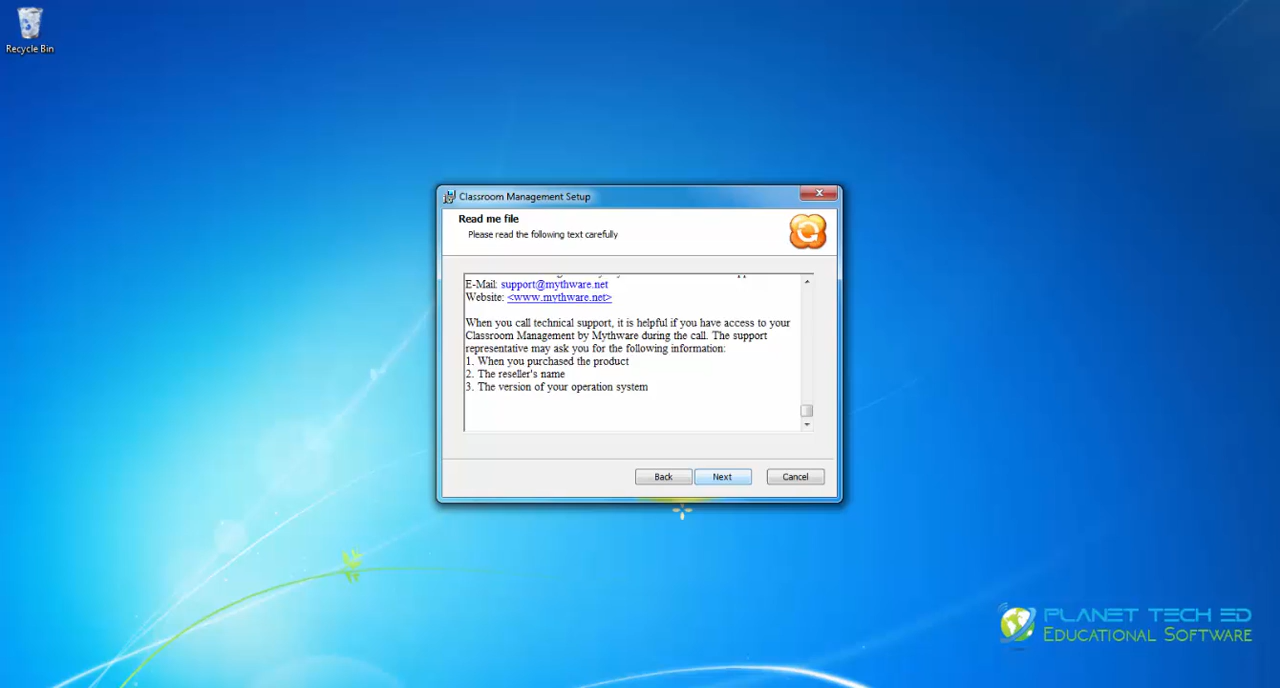 Recycle Bin
Classroom Management Setup
Read me file
Please read the following text carefully
E-Mail: support@mythware.net
Website: <www.mythware.net>
When you call technical support, it is helpful if you have access to your
Classroom Management by Mythware during the call. The support
representative may ask you for the following information:
1. When you purchased the product
2. The reseller's name
3. The version of your operation system
Back
Next
Cancel
PLANET TECH ED
EDUCATIONAL SOFTWARE